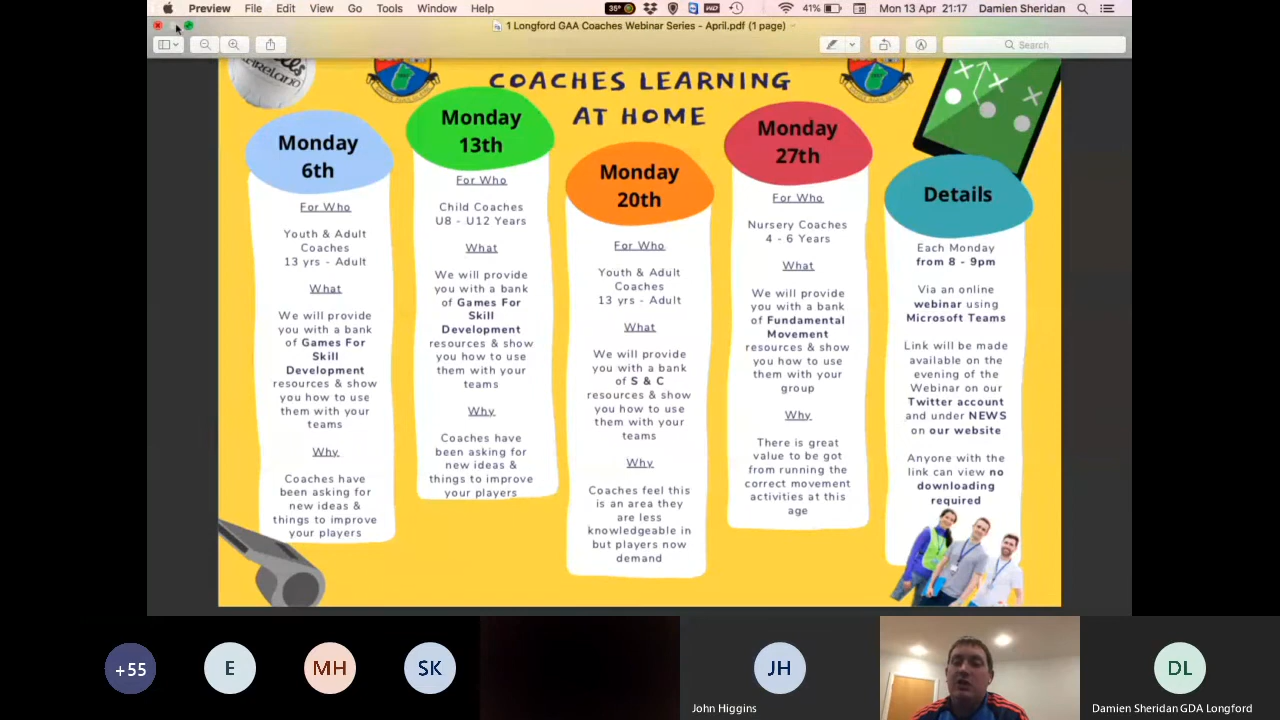 Preview File Edit View Go Tools Window Help 35° 41% Mon 13 Apr 21:17 Damien Sheridan
1 Longford GAA Coaches Webinar Series - April.pdf (1 page)
Search
IRELAND
COACHES LEARNING
AT HOME
Monday
6th
For Who
Youth & Adult
Coaches
13 yrs - Adult
What
We will provide
you with a bank
of Games For
Skill
Development
resources & show
you how to use
them with your
teams
Why
Coaches have
been asking for
new ideas &
things to improve
your players
Monday
13th
For Who
Child Coaches
U8 - U12 Years
What
We will provide
you with a bank
of Games For
Skill
Development
resources & show
you how to use
them with your
teams
Why
Coaches have
been asking for
new ideas &
things to improve
your players
Monday
20th
For Who
Youth & Adult
Coaches
13 yrs - Adult
What
We will provide
you with a bank
of S & C
resources & show
you how to use
them with your
teams
Why
Coaches feel this
is an area they
are less
knowledgeable in
but players now
demand
Monday
27th
For Who
Nursery Coaches
4 - 6 Years
What
We will provide
you with a bank
of Fundamental
Movement
resources & show
you how to use
them with your
group
Why
There is great
value to be got
from running the
correct movement
activities at this
age
Details
Each Monday
from 8 - 9pm
Via an online
webinar using
Microsoft Teams
Link will be made
available on the
evening of the
Webinar on our
Twitter account
and under NEWS
on our website
Anyone with the
link can view no
downloading
required
+55
E
MH
SK
JH
John Higgins
DL
Damien Sheridan GDA Longford